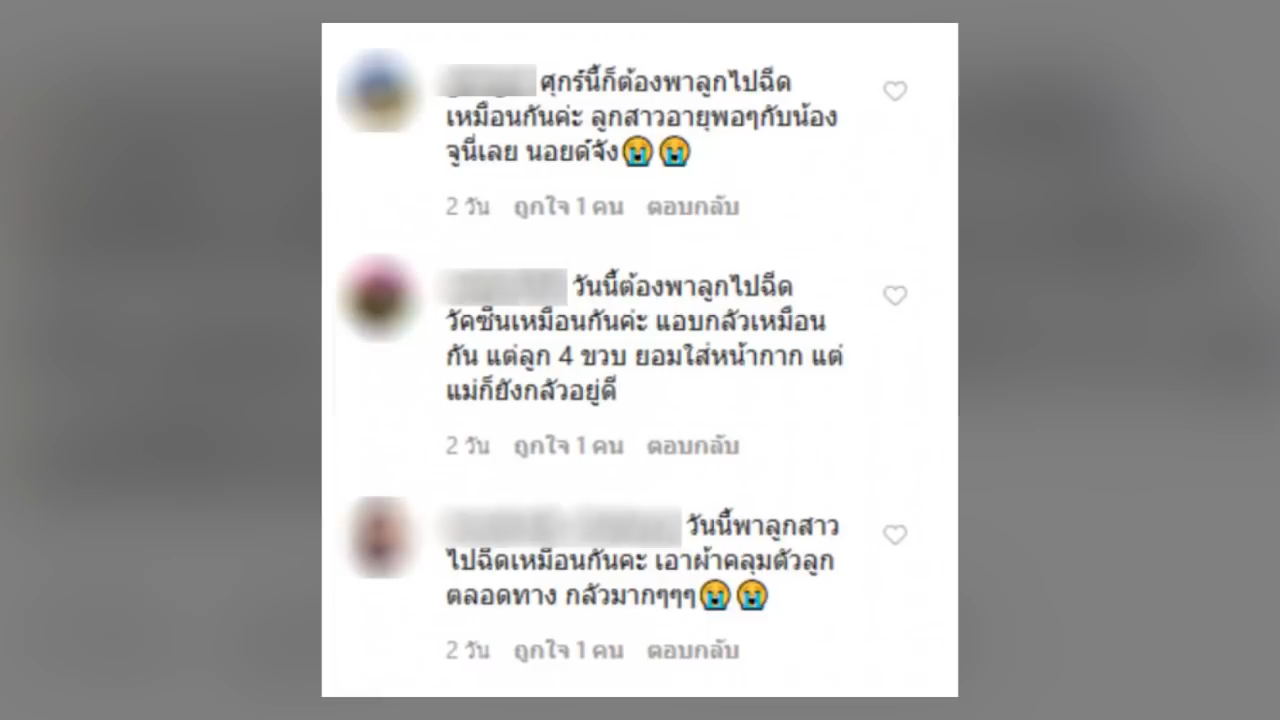 ศุกร์นี้ก็ต้องพาลูกไปฉีด
เหมือนกันค่ะ ลูกสาวอายุพอๆกับน้อง
จูนี่เลย นอยด์จัง😭😭
2 วัน ถูกใจ 1 คน ตอบกลับ
วันนี้ต้องพาลูกไปฉีด
วัคซีนเหมือนกันค่ะ แอบกลัวเหมือน
กัน แต่ลูก 4 ขวบ ยอมใส่หน้ากาก แต่
แม่ก็ยังกลัวอยู่ดี
2 วัน ถูกใจ 1 คน ตอบกลับ
วันนี้พาลูกสาว
ไปฉีดเหมือนกันคะ เอาผ้าคลุมตัวลูก
ตลอดทาง กลัวมากๆๆๆ😭😭
2 วัน ถูกใจ 1 คน ตอบกลับ